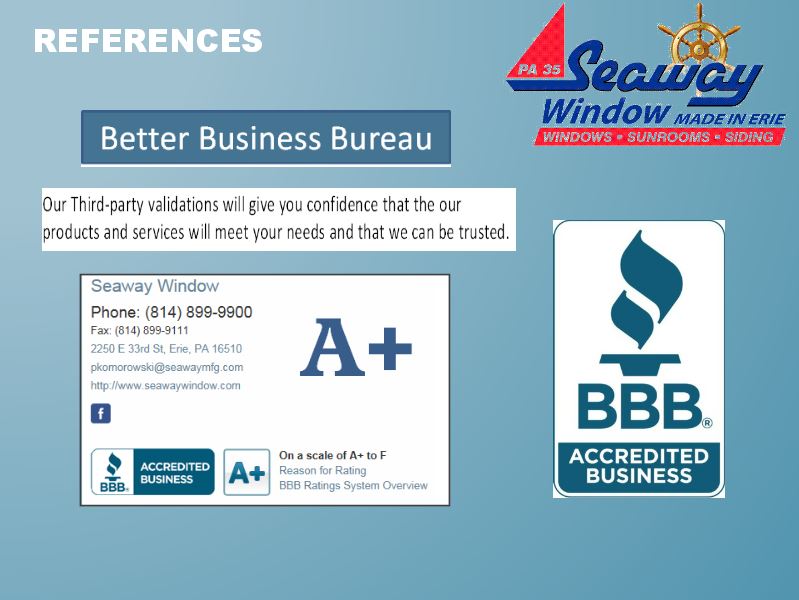 REFERENCES
PA 35
Seaway
Window MADE IN ERIE
WINDOWS • SUNROOMS • SIDING
Better Business Bureau
Our Third-party validations will give you confidence that the our
products and services will meet your needs and that we can be trusted.
Seaway Window
Phone: (814) 899-9900
Fax: (814) 899-9111
2250 E 33rd St, Erie, PA 16510
pkomorowski@seawaymfg.com
http://www.seawaywindow.com
f
A+
BBB.
ACCREDITED
BUSINESS
A+
On a scale of A+ to F
Reason for Rating
BBB Ratings System Overview
BBB®
ACCREDITED
BUSINESS